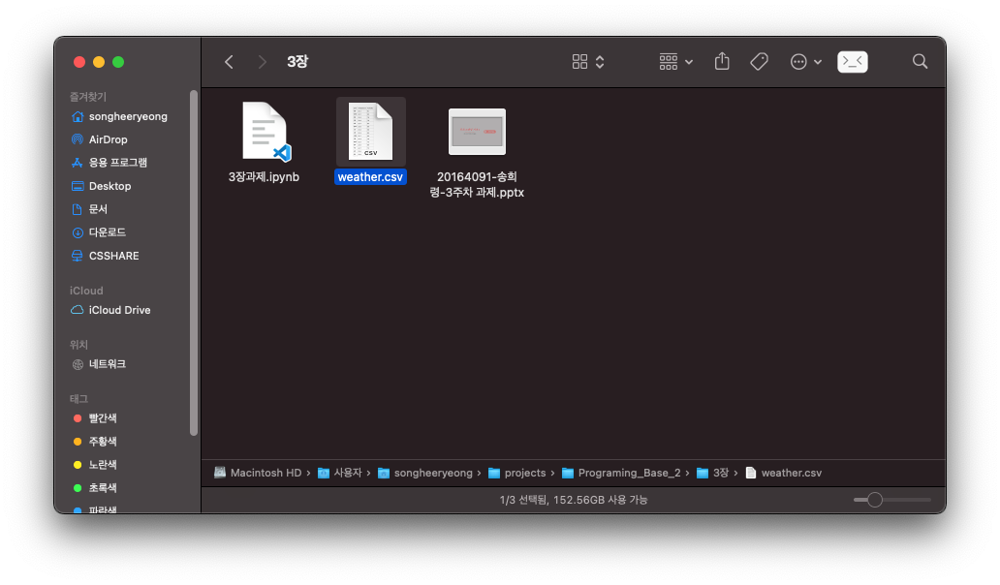 3장
즐겨찾기
songheeryeong
AirDrop
응용 프로그램
Desktop
문서
다운로드
CSSHARE
iCloud
iCloud Drive
위치
네트워크
태그
빨간색
주황색
노란색
초록색
파란색
3장과제.ipynb
CSV
weather.csv
20164091-송희
령-3주차 과제.pptx
Macintosh HD › 사용자 › songheeryeong › projects › Programing_Base_2 › 3장 › weather.csv
1/3 선택됨, 152.56GB 사용 가능